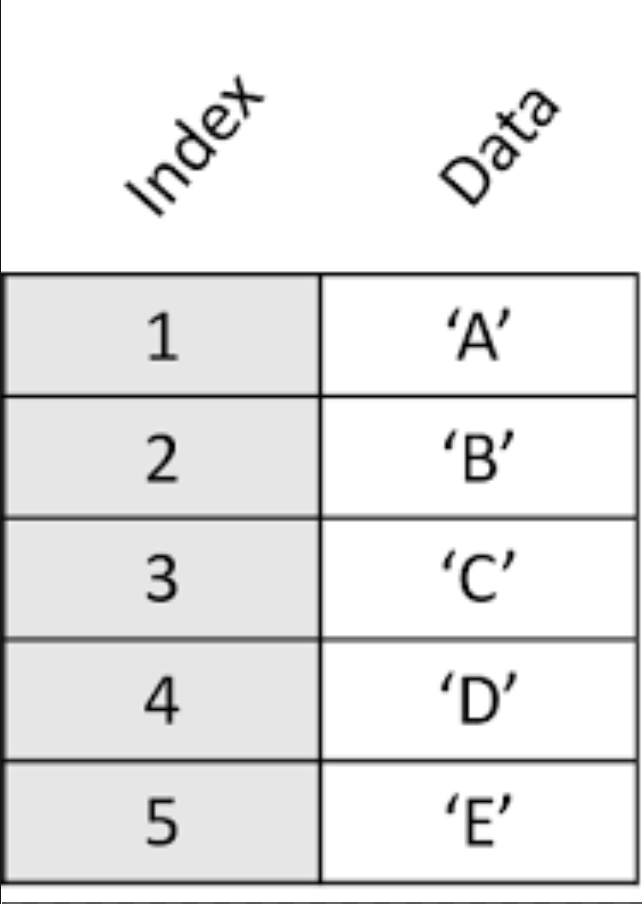 Index Data
1 ‘A’
2 ‘B’
3 ‘C’
4 ‘D’
5 ‘E’